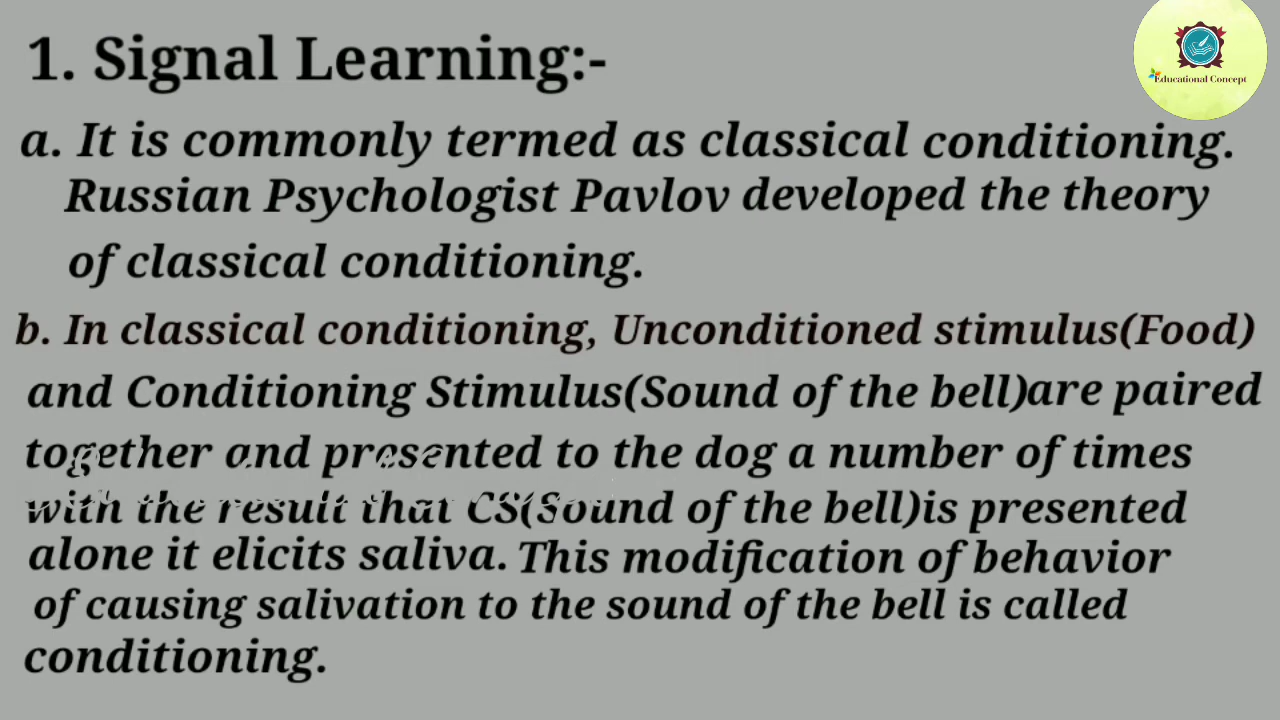 1. Signal Learning:-
Educational Concept
a. It is commonly termed as classical conditioning.
Russian Psychologist Pavlov developed the theory
of classical conditioning.
b. In classical conditioning, Unconditioned stimulus(Food)
and Conditioning Stimulus(Sound of the bell)are paired
together and presented to the dog a number of times
with the result that CS(Sound of the bell)is presented
alone it elicits saliva. This modification of behavior
of causing salivation to the sound of the bell is called
conditioning.